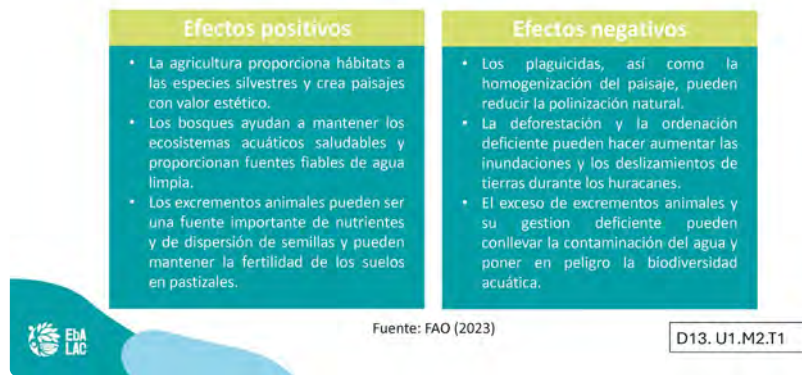 Efectos positivos
• La agricultura proporciona hábitats a
las especies silvestres y crea paisajes
con valor estético.
• Los bosques ayudan a mantener los
ecosistemas acuáticos saludables y
proporcionan fuentes fiables de agua
limpia.
• Los excrementos animales pueden ser
una fuente importante de nutrientes
y de dispersión de semillas y pueden
mantener la fertilidad de los suelos
en pastizales.
Efectos negativos
• Los plaguicidas, así como la
homogenización del paisaje, pueden
reducir la polinización natural.
• La deforestación y la ordenación
deficiente pueden hacer aumentar las
inundaciones y los deslizamientos de
tierras durante los huracanes.
• El exceso de excrementos animales y
su gestion deficiente pueden
conllevar la contaminación del agua y
poner en peligro la biodiversidad
acuática.
Fuente: FAO (2023)
EbA
LAC
D13. U1.M2.T1